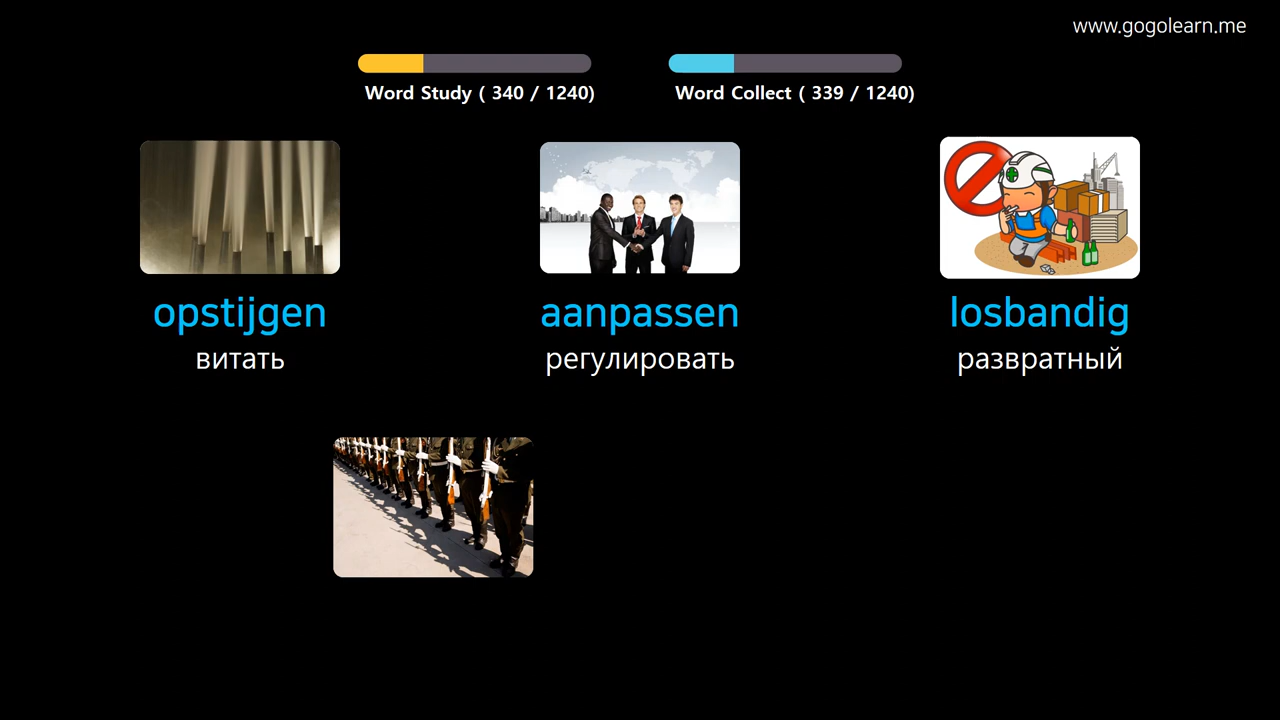 www.gogolearn.me
Word Study ( 340 / 1240)
Word Collect ( 339 / 1240)
opstijgen
aanpassen
losbandig
витать
регулировать
развратный